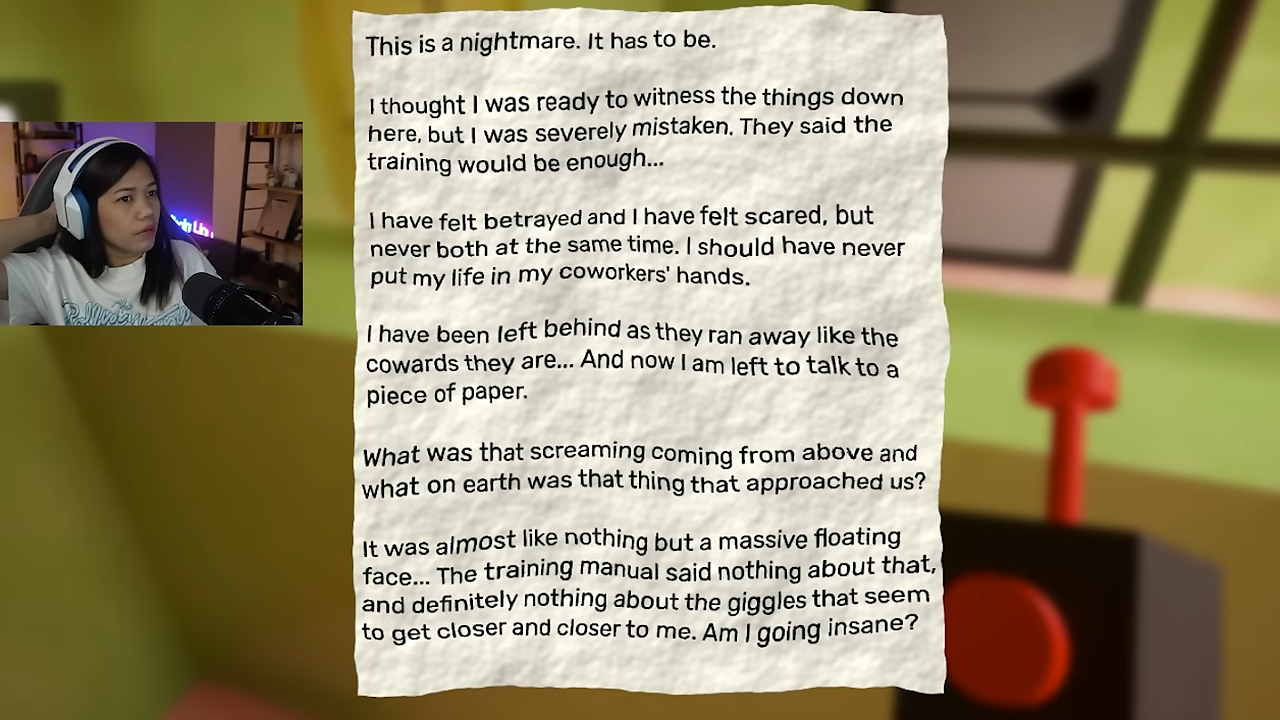 This is a nightmare. It has to be.
I thought I was ready to witness the things down
here, but I was severely mistaken. They said the
training would be enough...
I have felt betrayed and I have felt scared, but
never both at the same time. I should have never
put my life in my coworkers' hands.
I have been left behind as they ran away like the
cowards they are... And now I am left to talk to a
piece of paper.
What was that screaming coming from above and
what on earth was that thing that approached us?
It was almost like nothing but a massive floating
face... The training manual said nothing about that,
and definitely nothing about the giggles that seem
to get closer and closer to me. Am I going insane?